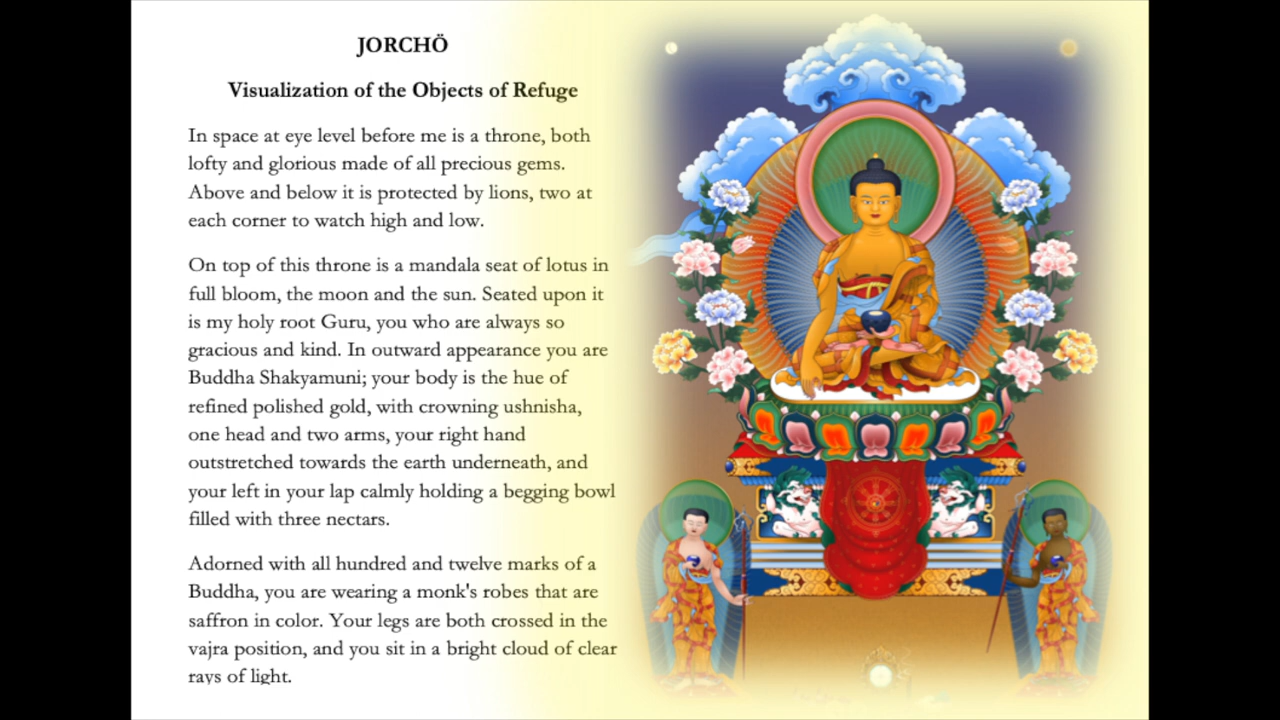 JORCHÖ
Visualization of the Objects of Refuge
In space at eye level before me is a throne, both
lofty and glorious made of all precious gems.
Above and below it is protected by lions, two at
each corner to watch high and low.
On top of this throne is a mandala seat of lotus in
full bloom, the moon and the sun. Seated upon it
is my holy root Guru, you who are always so
gracious and kind. In outward appearance you are
Buddha Shakyamuni; your body is the hue of
refined polished gold, with crowning ushnisha,
one head and two arms, your right hand
outstretched towards the earth underneath, and
your left in your lap calmly holding a begging bowl
filled with three nectars.
Adorned with all hundred and twelve marks of a
Buddha, you are wearing a monk's robes that are
saffron in color. Your legs are both crossed in the
vajra position, and you sit in a bright cloud of clear
rays of light.